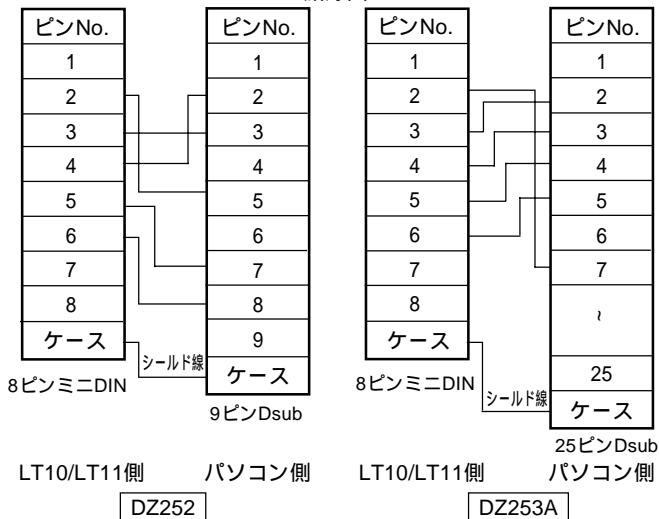 ピンNo.
1
2
3
4
5
6
7
8
ケース
8ピンミニDIN
シールド線
ピンNo.
1
2
3
4
5
6
7
8
9
ケース
9ピンDsub
LT10/LT11側
パソコン側
DZ252
ピンNo.
1
2
3
4
5
6
7
8
ケース
8ピンミニDIN
シールド線
ピンNo.
1
2
3
4
5
6
7
~
25
ケース
25ピンDsub
LT10/LT11側
パソコン側
DZ253A